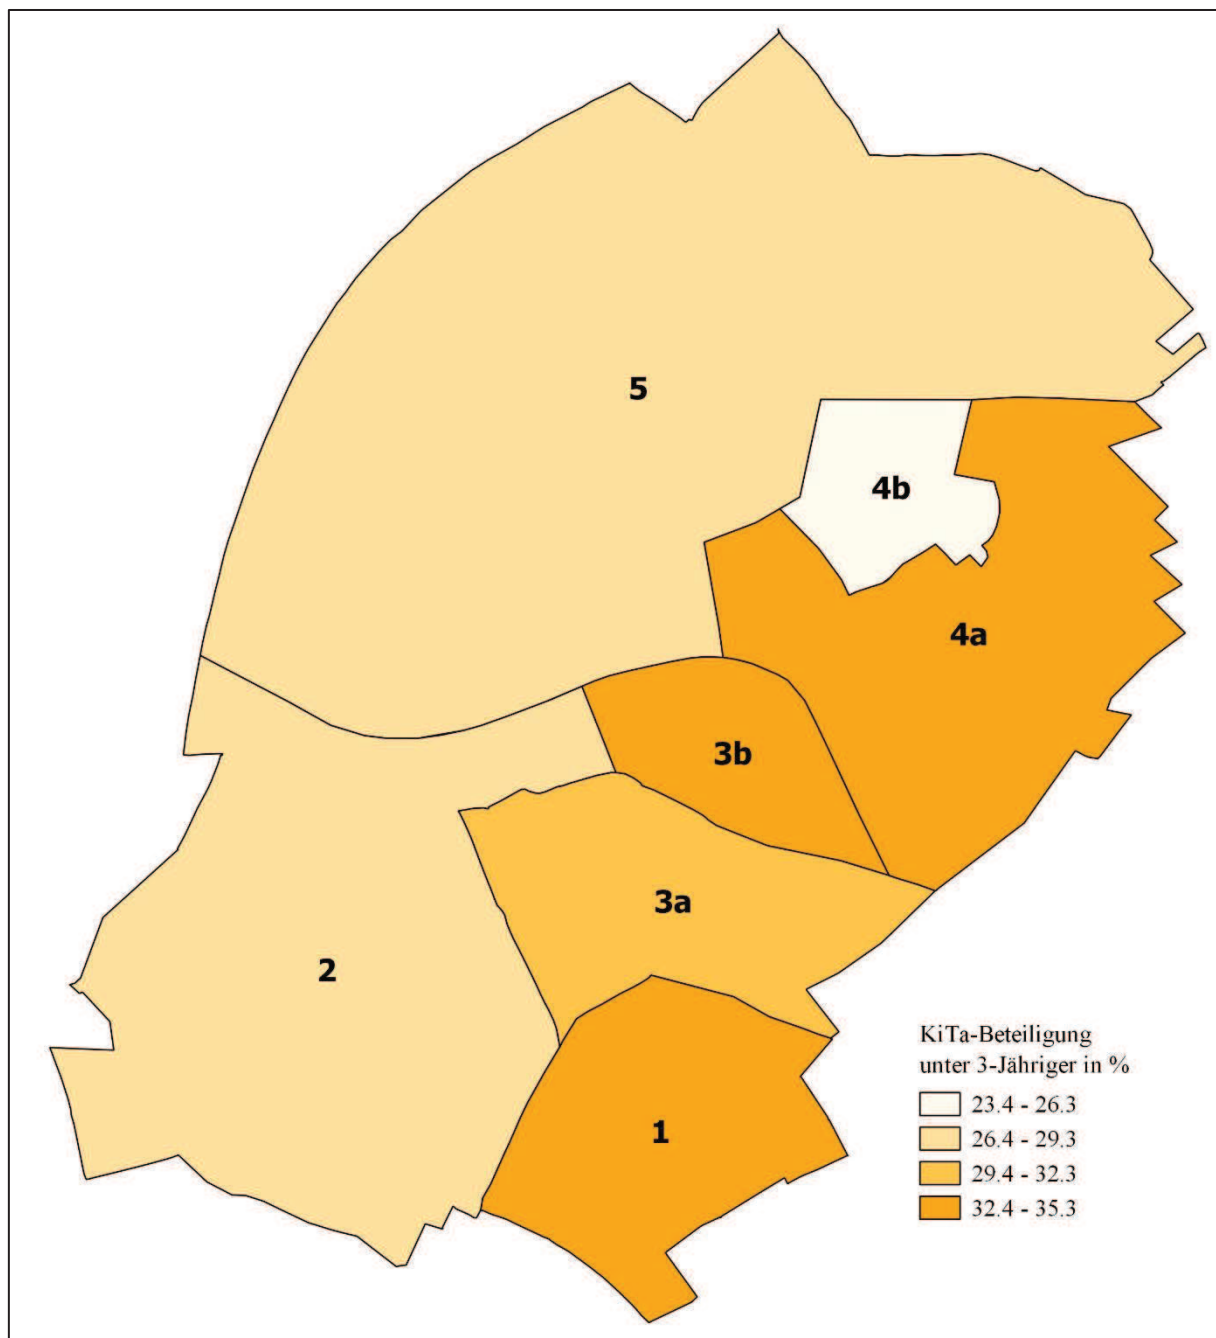 5
4b
4a
3b
3a
2
1
KiTa-Beteiligung
unter 3-Jähriger in %
23.4 - 26.3
26.4 - 29.3
29.4 - 32.3
32.4 - 35.3